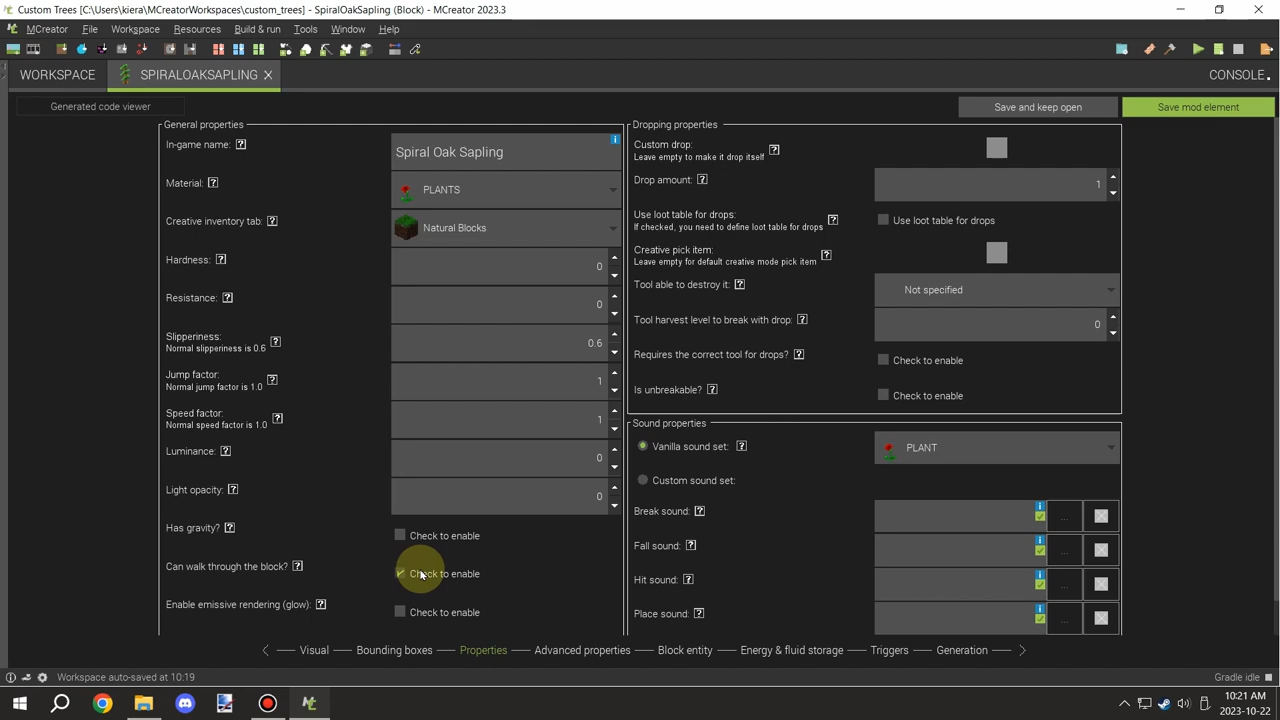 Custom Trees [C:\Users\kiera\MCreatorWorkspaces\custom_trees] - SpiralOakSapling (Block) - MCreator 2023.3
MCreator File Workspace Resources Build & run Tools Window Help
WORKSPACE SPIRALOAKSAPLING CONSOLE
Generated code viewer Save and keep open Save mod element
General properties
In-game name: ? Spiral Oak Sapling
Material: ? PLANTS
Creative inventory tab: ? Natural Blocks
Hardness: ? 0
Resistance: ? 0
Slipperiness:
Normal slipperiness is 0.6 ? 0.6
Jump factor:
Normal jump factor is 1.0 ? 1
Speed factor:
Normal speed factor is 1.0 ? 1
Luminance: ? 0
Light opacity: ? 0
Has gravity? ? Check to enable
Can walk through the block? ? Check to enable
Enable emissive rendering (glow): ? Check to enable
Dropping properties
Custom drop:
Leave empty to make it drop itself ?
Drop amount: ? 1
Use loot table for drops:
If checked, you need to define loot table for drops ? Use loot table for drops
Creative pick item:
Leave empty for default creative mode pick item ?
Tool able to destroy it: ? Not specified
Tool harvest level to break with drop: ? 0
Requires the correct tool for drops? ? Check to enable
Is unbreakable? ? Check to enable
Sound properties
Vanilla sound set: ? PLANT
Custom sound set:
Break sound: ? ...
Fall sound: ? ...
Hit sound: ? ...
Place sound: ? ...
Visual Bounding boxes Properties Advanced properties Block entity Energy & fluid storage Triggers Generation
Workspace auto-saved at 10:19 Gradle idle
10:21 AM
2023-10-22